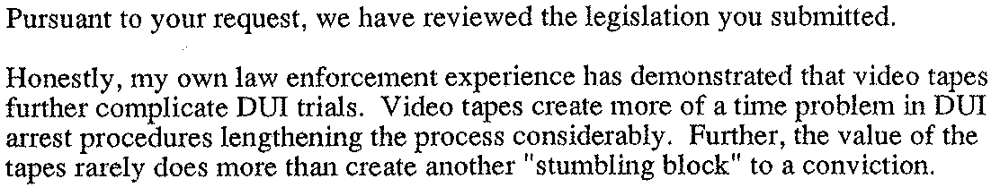 Pursuant to your request, we have reviewed the legislation you submitted.
Honestly, my own law enforcement experience has demonstrated that video tapes
further complicate DUI trials.  Video tapes create more of a time problem in DUI
arrest procedures lengthening the process considerably.  Further, the value of the
tapes rarely does more than create another "stumbling block" to a conviction.